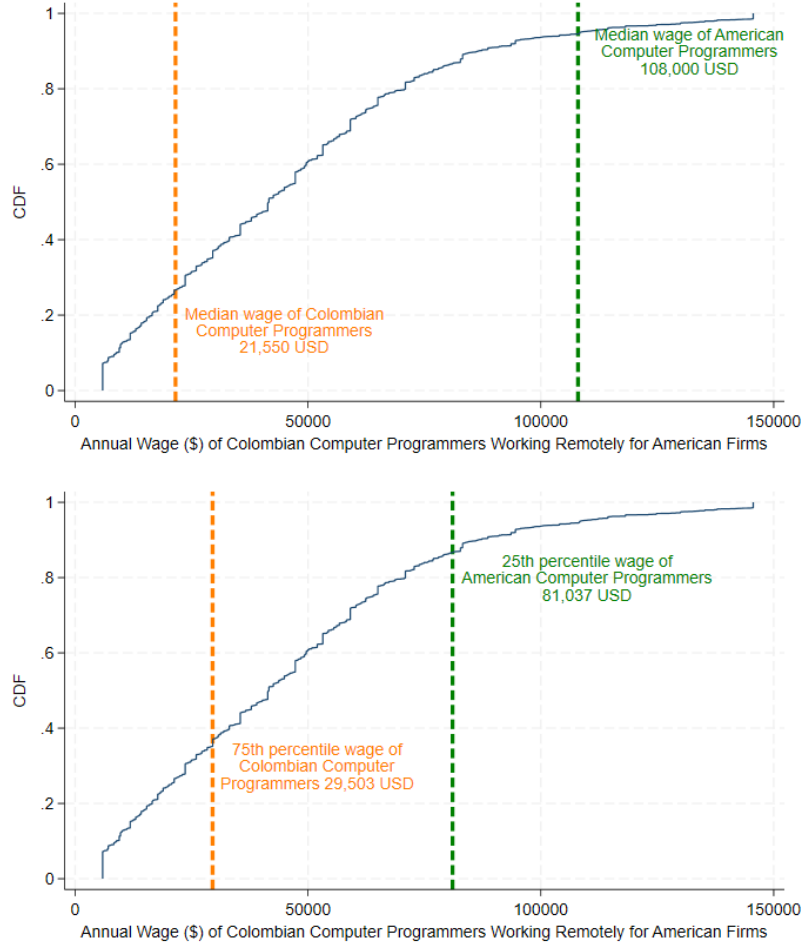 1
.8
.6
.4
.2
0
CDF
Median wage of American
Computer Programmers
108,000 USD
Median wage of Colombian
Computer Programmers
21,550 USD
0 50000 100000 150000
Annual Wage ($) of Colombian Computer Programmers Working Remotely for American Firms
1
.8
.6
.4
.2
0
CDF
25th percentile wage of
American Computer Programmers
81,037 USD
75th percentile wage of
Colombian Computer
Programmers 29,503 USD
0 50000 100000 150000
Annual Wage ($) of Colombian Computer Programmers Working Remotely for American Firms